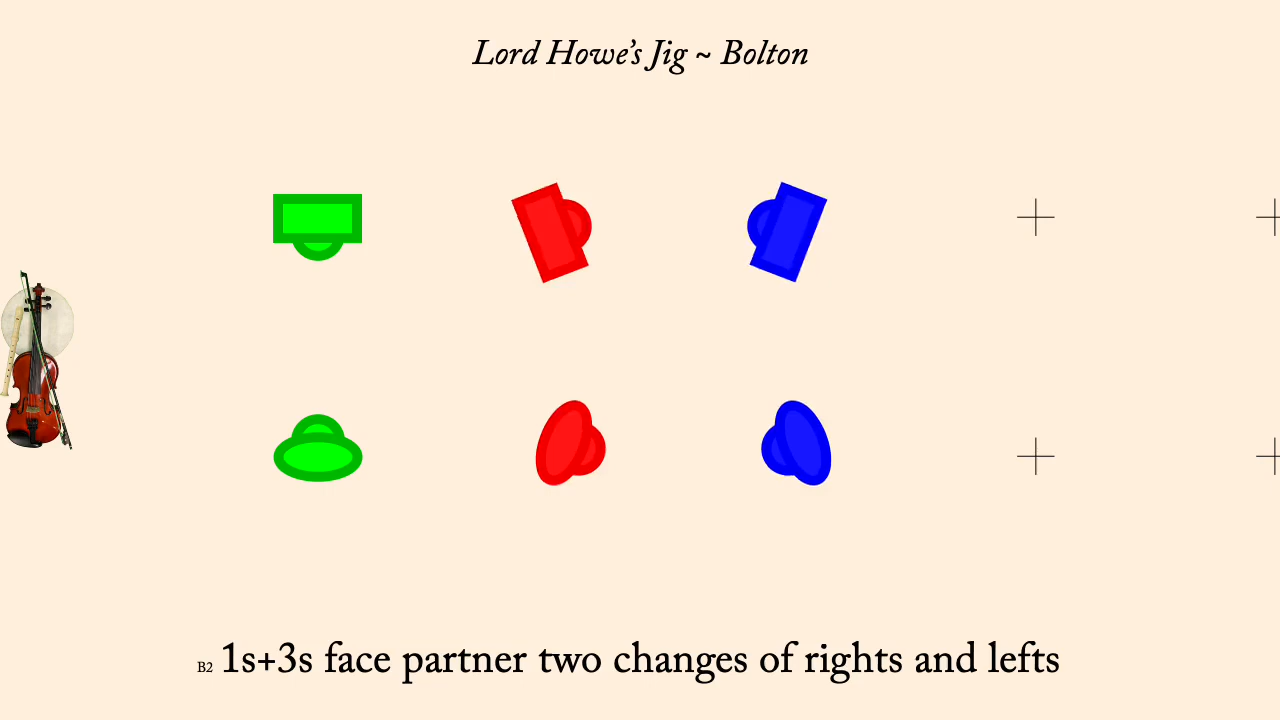 Lord Howe’s Jig ~ Bolton
B2 1s+3s face partner two changes of rights and lefts